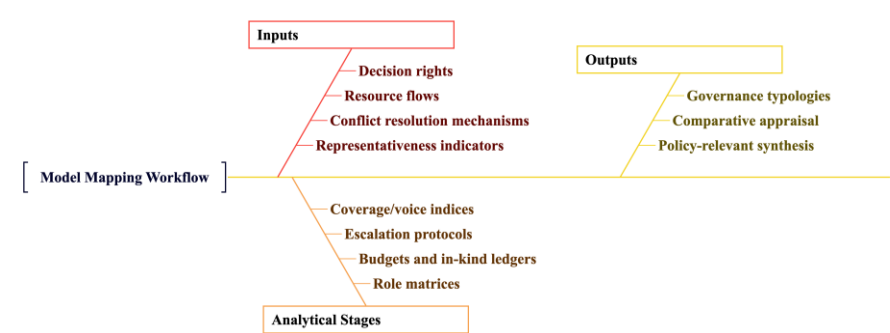 Inputs
Decision rights
Resource flows
Conflict resolution mechanisms
Representativeness indicators
Outputs
Governance typologies
Comparative appraisal
Policy-relevant synthesis
Model Mapping Workflow
Coverage/voice indices
Escalation protocols
Budgets and in-kind ledgers
Role matrices
Analytical Stages